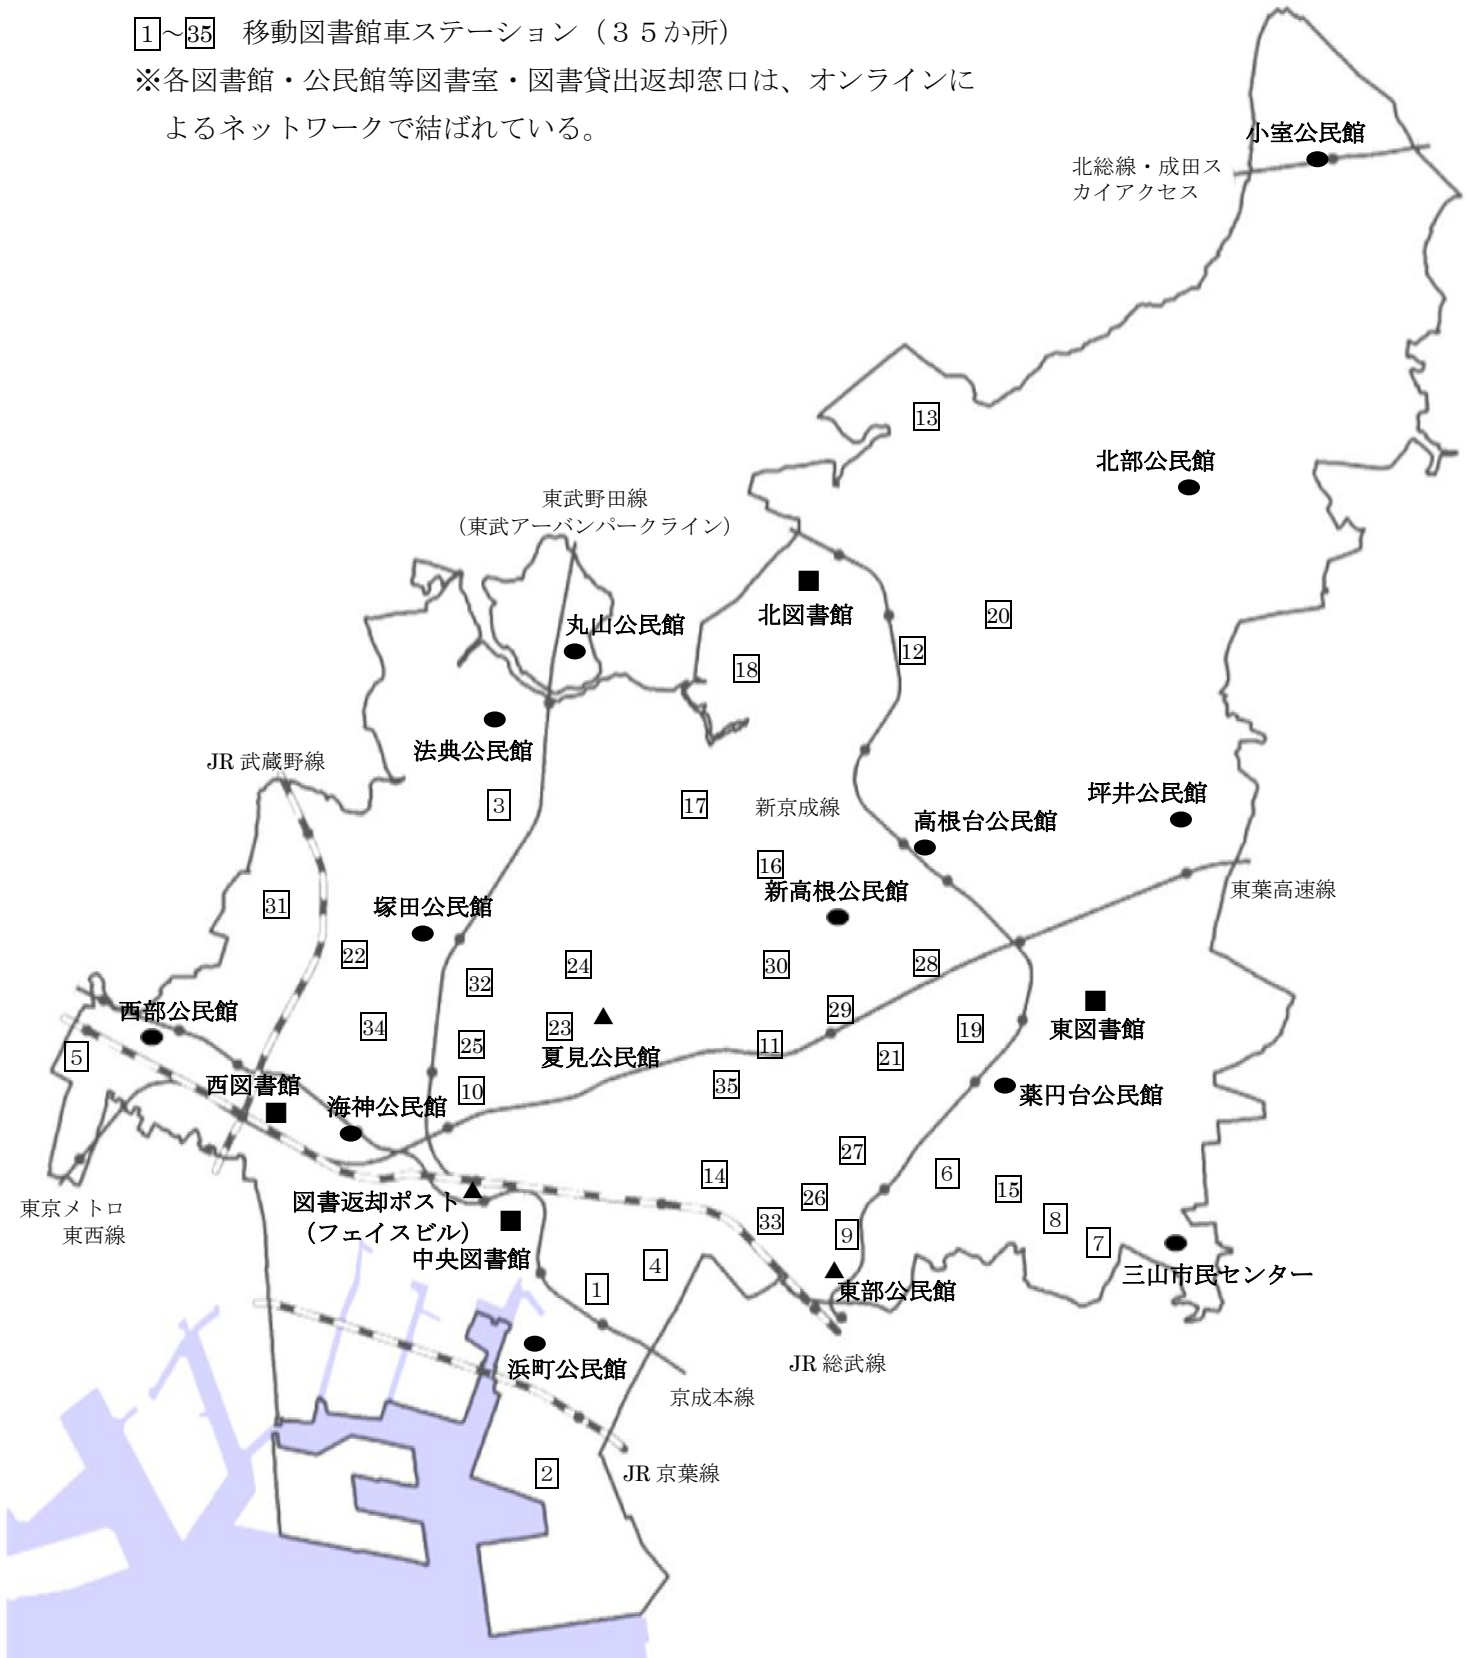 1～35 移動図書館車ステーション（３５か所）
※各図書館・公民館等図書室・図書貸出返却窓口は、オンラインに
よるネットワークで結ばれている。
小室公民館
北総線・成田ス
カイアクセス
13
北部公民館
東武野田線
（東武アーバンパークライン）
北図書館
20
丸山公民館
12
18
法典公民館
JR 武蔵野線
3
17
新京成線
坪井公民館
高根台公民館
16
新高根公民館
東葉高速線
31
塚田公民館
22
24
30
28
32
西部公民館
29
34
25
23
19
東図書館
5
夏見公民館
11
21
西図書館
10
35
海神公民館
薬円台公民館
27
14
6
図書返却ポスト
（フェイスビル）
26
15
東京メトロ
東西線
33
9
8
7
中央図書館
4
1
三山市民センター
東部公民館
浜町公民館
JR 総武線
京成本線
2
JR 京葉線